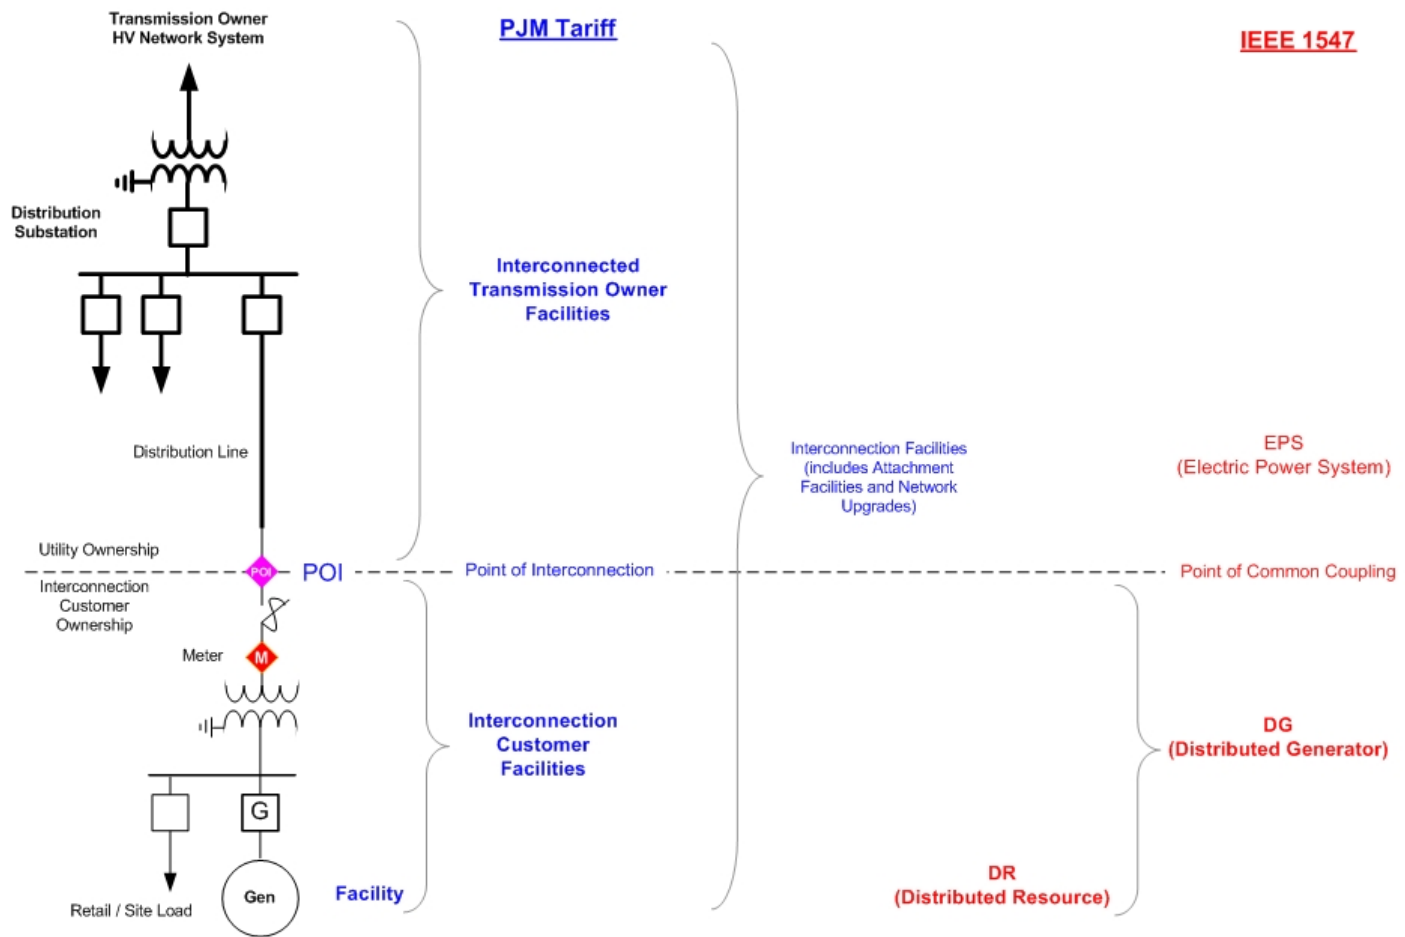 Transmission Owner
HV Network System
PJM Tariff
IEEE 1547
Distribution
Substation
Interconnected
Transmission Owner
Facilities
Distribution Line
Interconnection Facilities
(includes Attachment
Facilities and Network
Upgrades)
EPS
(Electric Power System)
Utility Ownership
POI
POI
Point of Interconnection
Point of Common Coupling
Interconnection
Customer
Ownership
Meter
M
Interconnection
Customer
Facilities
DG
(Distributed Generator)
G
Gen
Facility
DR
(Distributed Resource)
Retail / Site Load